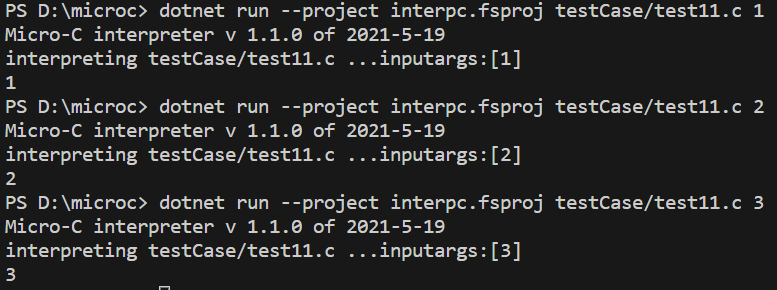 PS D:\microc> dotnet run --project interpc.fsproj testCase/test11.c 1
Micro-C interpreter v 1.1.0 of 2021-5-19
interpreting testCase/test11.c ...inputargs:[1]
1
PS D:\microc> dotnet run --project interpc.fsproj testCase/test11.c 2
Micro-C interpreter v 1.1.0 of 2021-5-19
interpreting testCase/test11.c ...inputargs:[2]
2
PS D:\microc> dotnet run --project interpc.fsproj testCase/test11.c 3
Micro-C interpreter v 1.1.0 of 2021-5-19
interpreting testCase/test11.c ...inputargs:[3]
3